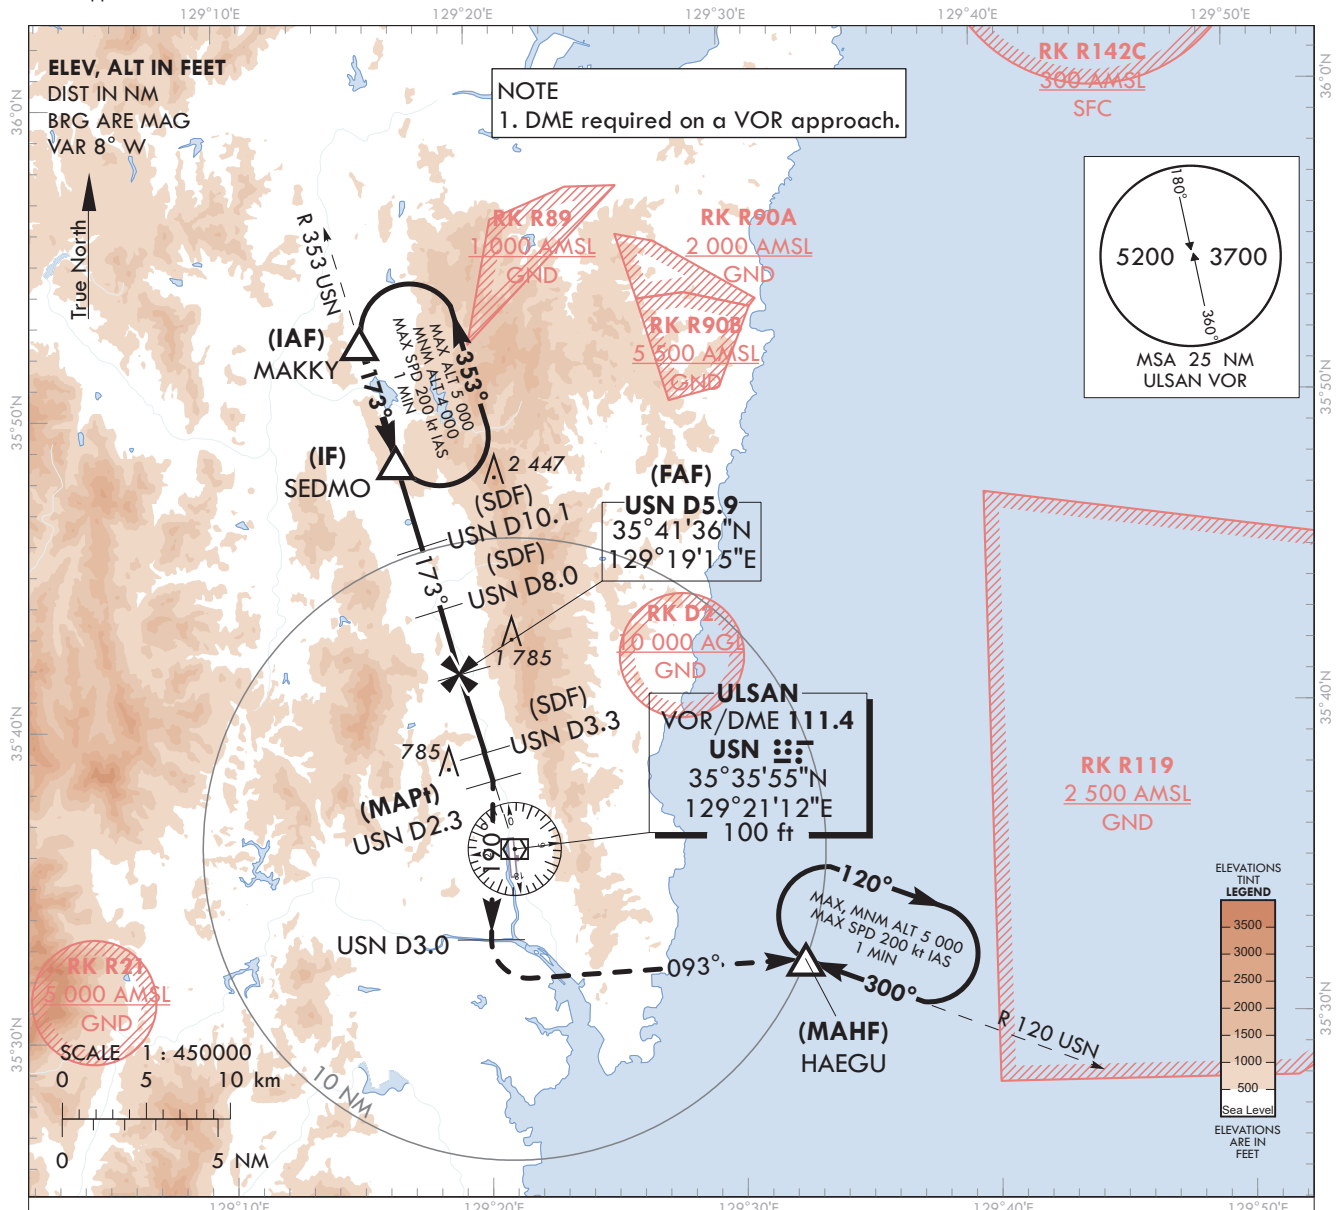 129°10'E
129°20'E
129°30'E
129°40'E
129°50'E
36°0'N
36°0'N
ELEV, ALT IN FEET
DIST IN NM
BRG ARE MAG
VAR 8° W
True North
NOTE
1. DME required on a VOR approach.
RK R142C
300 AMSL
SFC
180°
5200
3700
360°
MSA 25 NM
ULSAN VOR
RK R89
1 000 AMSL
GND
RK R90A
2 000 AMSL
GND
RK R90B
5 500 AMSL
GND
R 353 USN
(IAF)
MAKKY
173°
353°
MAX ALT 5 000
MNM ALT 4 000
MAX SPD 200 kt IAS
1 MIN
35°50'N
35°50'N
(IF)
SEDMO
2 447
(SDF)
USN D10.1
(FAF)
USN D5.9
35°41'36"N
129°19'15"E
173°
(SDF)
USN D8.0
1 785
RK D2
10 000 AGL
GND
(SDF)
USN D3.3
785
(MAPt)
USN D2.3
ULSAN
VOR/DME 111.4
USN
35°35'55"N
129°21'12"E
100 ft
35°40'N
35°40'N
RK R119
2 500 AMSL
GND
190°
0
9
18
USN D3.0
093°
120°
MAX, MNM ALT 5 000
MAX SPD 200 kt IAS
1 MIN
300°
(MAHF)
HAEGU
R 120 USN
RK R21
5 000 AMSL
GND
35°30'N
35°30'N
SCALE 1 : 450000
0 5 10 km
0 5 NM
10 NM
ELEVATIONS
TINT
LEGEND
3500
3000
2500
2000
1500
1000
500
Sea Level
ELEVATIONS
ARE IN
FEET
129°10'E
129°20'E
129°30'E
129°40'E
129°50'E